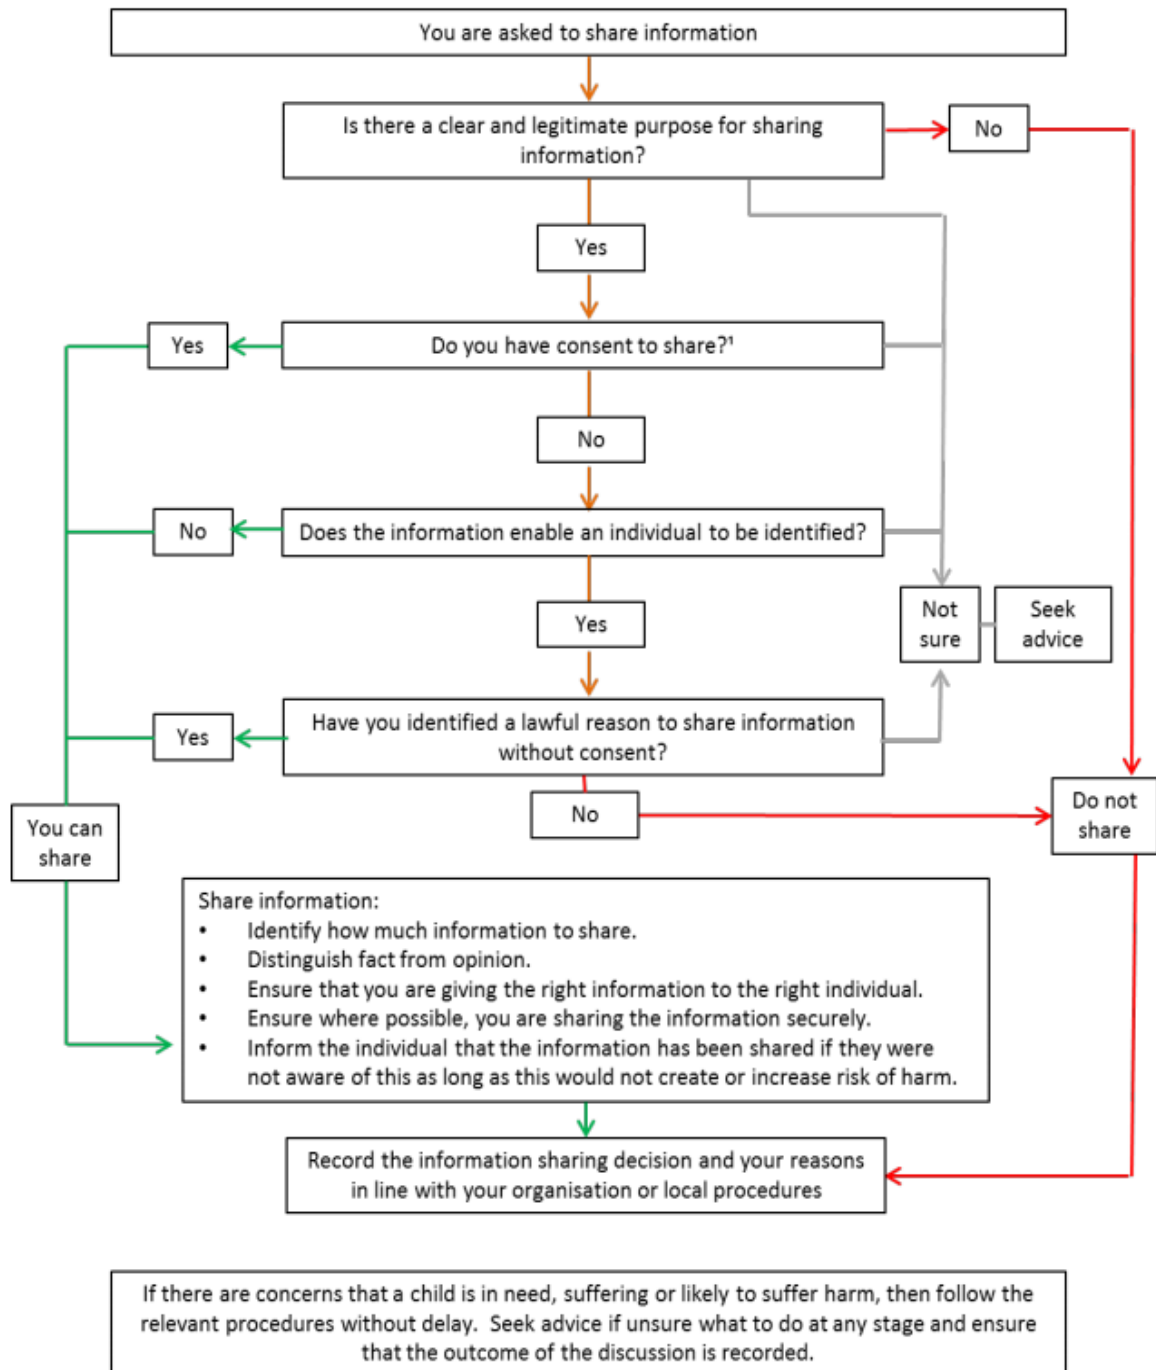 You are asked to share information
Is there a clear and legitimate purpose for sharing
information?
No
Yes
Yes
Do you have consent to share?¹
No
No
Does the information enable an individual to be identified?
Yes
Not
sure
Seek
advice
Yes
Have you identified a lawful reason to share information
without consent?
No
Do not
share
You can
share
Share information:
• Identify how much information to share.
• Distinguish fact from opinion.
• Ensure that you are giving the right information to the right individual.
• Ensure where possible, you are sharing the information securely.
• Inform the individual that the information has been shared if they were
not aware of this as long as this would not create or increase risk of harm.
Record the information sharing decision and your reasons
in line with your organisation or local procedures
If there are concerns that a child is in need, suffering or likely to suffer harm, then follow the
relevant procedures without delay. Seek advice if unsure what to do at any stage and ensure
that the outcome of the discussion is recorded.